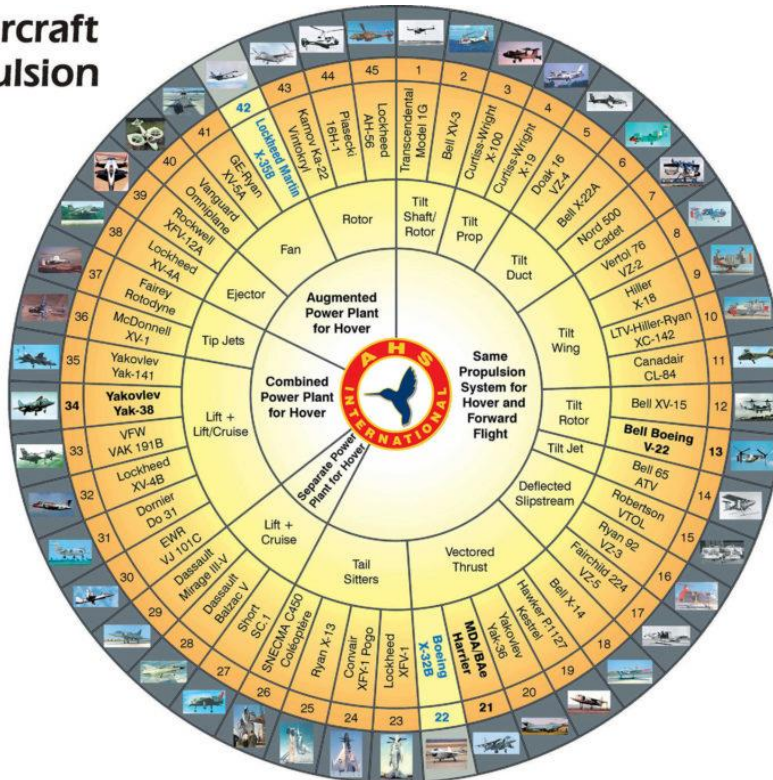 rcraft
ulsion
1
Transcendental
Model 1G
2
Bell XV-3
3
Curtiss-Wright
X-100
4
Curtiss-Wright
X-19
5
Doak 16
VZ-4
6
Bell X-22A
7
Nord 500
Cadet
8
Vertol 76
VZ-2
9
Hiller
X-18
10
LTV-Hiller-Ryan
XC-142
11
Canadair
CL-84
12
Bell XV-15
13
Bell Boeing
V-22
14
Bell 65
ATV
15
Robertson
VTOL
16
Ryan 92
VZ-3
17
Fairchild 224
VZ-5
18
Bell X-14
19
Hawker P1127
Kestrel
20
Yakovlev
Yak-36
21
MDA/BAe
Harrier
22
Boeing
X-32B
23
Lockheed
XFV-1
24
Convair
XFY-1 Pogo
25
Ryan X-13
26
SNECMA C450
Coléoptère
27
Short
SC.1
28
Dassault
Balzac V
29
Dassault
Mirage III-V
30
EWR
VJ 101C
31
Dornier
Do 31
32
Lockheed
XV-4B
33
VFW
VAK 191B
34
Yakovlev
Yak-38
35
Yakovlev
Yak-141
36
McDonnell
XV-1
37
Fairey
Rotodyne
38
Lockheed
XV-4A
39
Rockwell
XFV-12A
40
Vanguard
Omniplane
41
GE-Ryan
XV-5A
42
Lockheed Martin
X-35B
43
Kamov Ka-22
Vintokryl
44
Piasecki
16H-1
45
Lockheed
AH-56
Tilt
Shaft/
Rotor
Tilt
Prop
Tilt
Duct
Tilt
Wing
Tilt
Rotor
Tilt Jet
Deflected
Slipstream
Vectored
Thrust
Tail
Sitters
Lift +
Cruise
Lift +
Lift/Cruise
Tip Jets
Ejector
Fan
Rotor
Augmented
Power Plant
for Hover
Same
Propulsion
System for
Hover and
Forward
Flight
Combined
Power Plant
for Hover
Separate Power
Plant for Hover
AHS
INTERNATIONAL